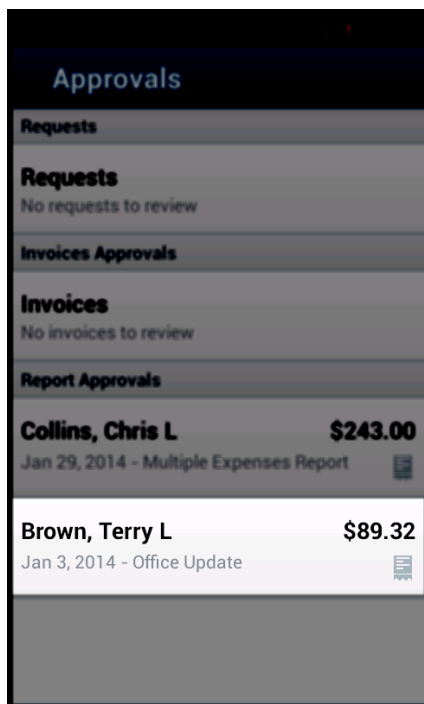 Approvals
Requests
Requests
No requests to review
Invoices Approvals
Invoices
No invoices to review
Report Approvals
Collins, Chris L $243.00
Jan 29, 2014 - Multiple Expenses Report
Brown, Terry L $89.32
Jan 3, 2014 - Office Update